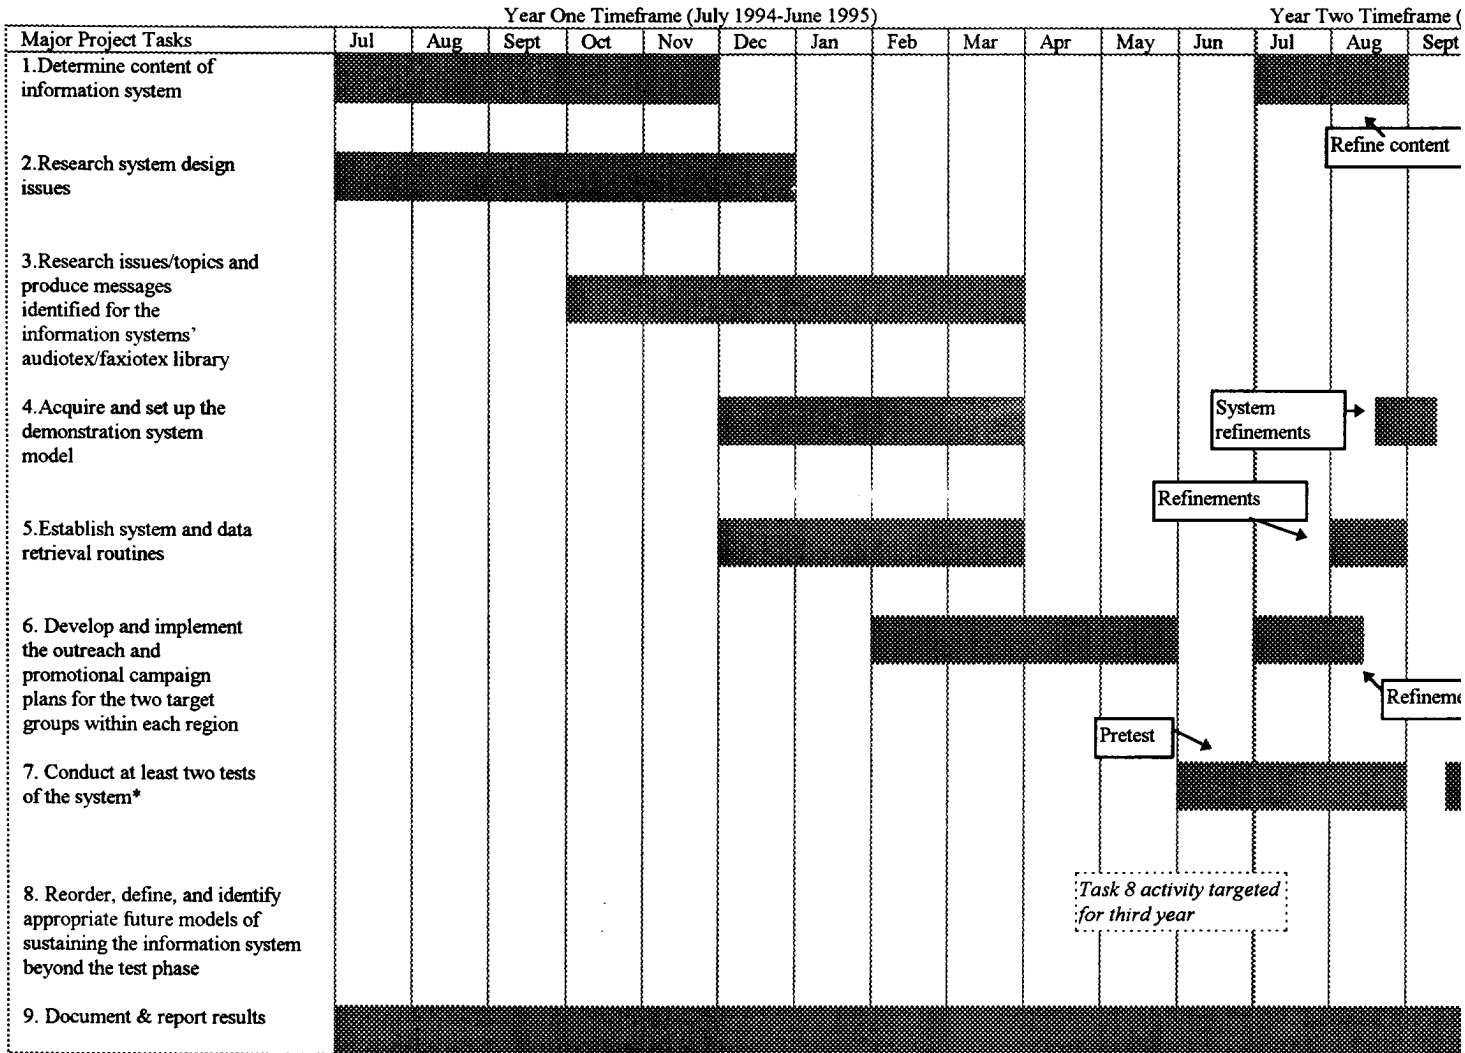 Year One Timeframe (July 1994-June 1995) Year Two Timeframe (
Major Project Tasks Jul Aug Sept Oct Nov Dec Jan Feb Mar Apr May Jun Jul Aug Sept
1.Determine content of
information system
Refine content
2.Research system design
issues
3.Research issues/topics and
produce messages
identified for the
information systems'
audiotex/faxiotex library
4.Acquire and set up the
demonstration system
model
System
refinements
Refinements
5.Establish system and data
retrieval routines
6. Develop and implement
the outreach and
promotional campaign
plans for the two target
groups within each region
Refineme
Pretest
7. Conduct at least two tests
of the system*
8. Reorder, define, and identify
appropriate future models of
sustaining the information system
beyond the test phase
Task 8 activity targeted
for third year
9. Document & report results